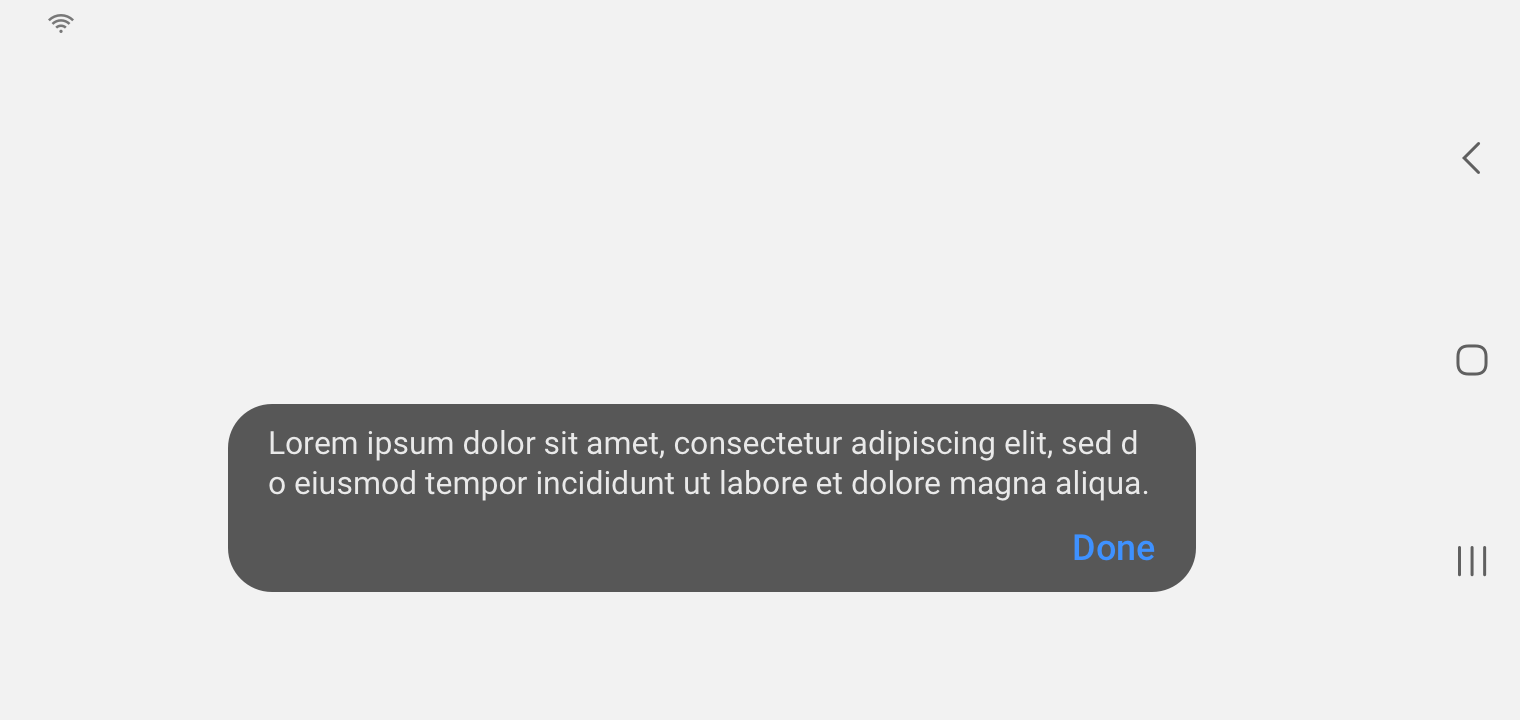 Lorem ipsum dolor sit amet, consectetur adipiscing elit, sed d
o eiusmod tempor incididunt ut labore et dolore magna aliqua.
Done